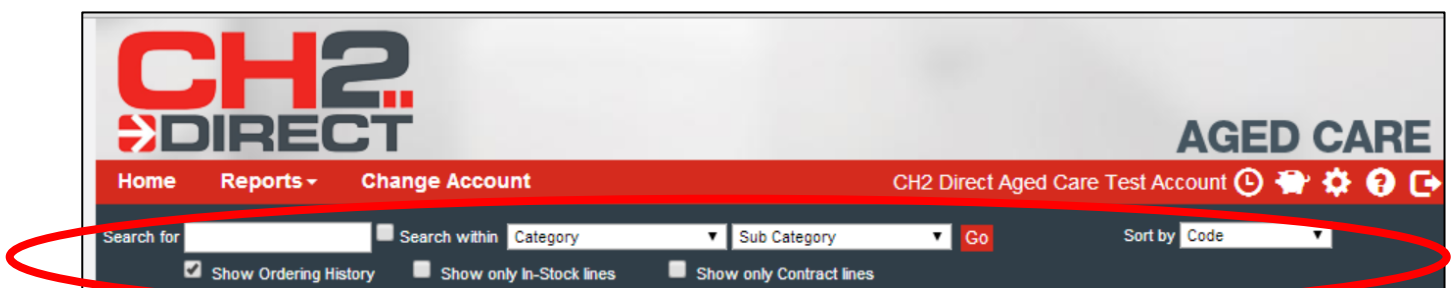 CH2
DIRECT
AGED CARE
Home Reports Change Account CH2 Direct Aged Care Test Account
Search for Search within Category Sub Category Go Sort by Code
Show Ordering History Show only In-Stock lines Show only Contract lines